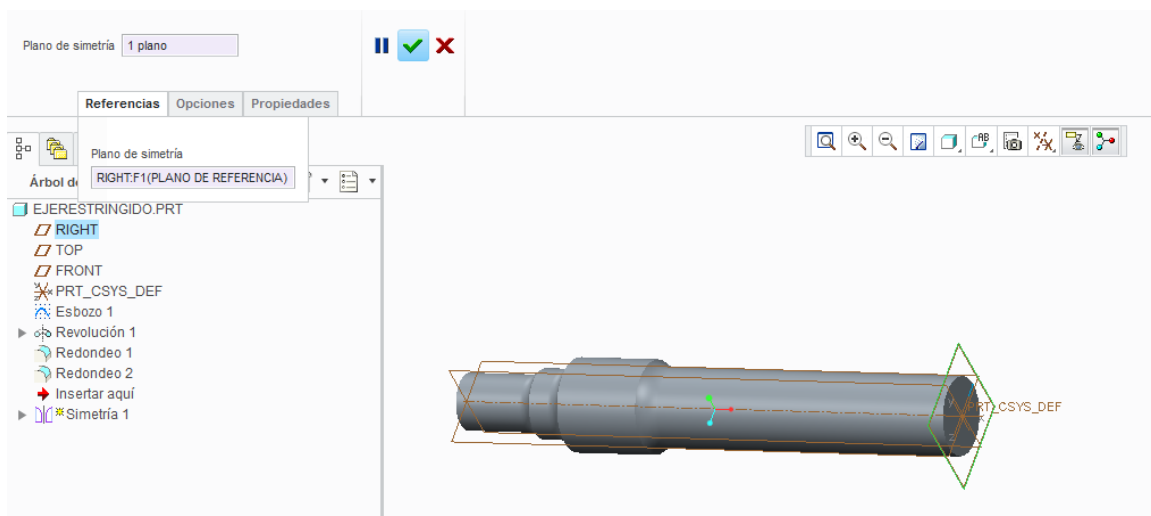 Plano de simetría 1 plano
Referencias Opciones Propiedades
Plano de simetría
RIGHT:F1(PLANO DE REFERENCIA)
Árbol de
EJERESTRINGIDO.PRT
RIGHT
TOP
FRONT
PRT_CSYS_DEF
Esbozo 1
Revolución 1
Redondeo 1
Redondeo 2
Insertar aquí
Simetría 1
PRT_CSYS_DEF